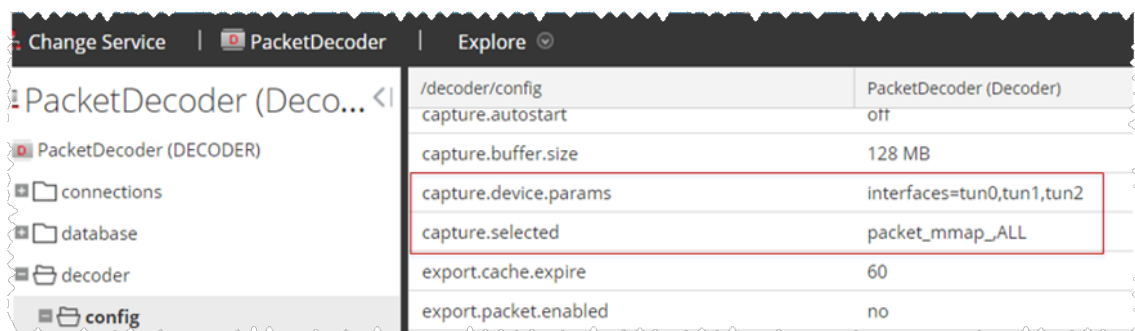 Change Service | PacketDecoder | Explore
PacketDecoder (Deco...
/decoder/config PacketDecoder (Decoder)
capture.autostart off
PacketDecoder (DECODER)
capture.buffer.size 128 MB
connections
capture.device.params interfaces=tun0,tun1,tun2
database
capture.selected packet_mmap_,ALL
decoder
export.cache.expire 60
config
export.packet.enabled no